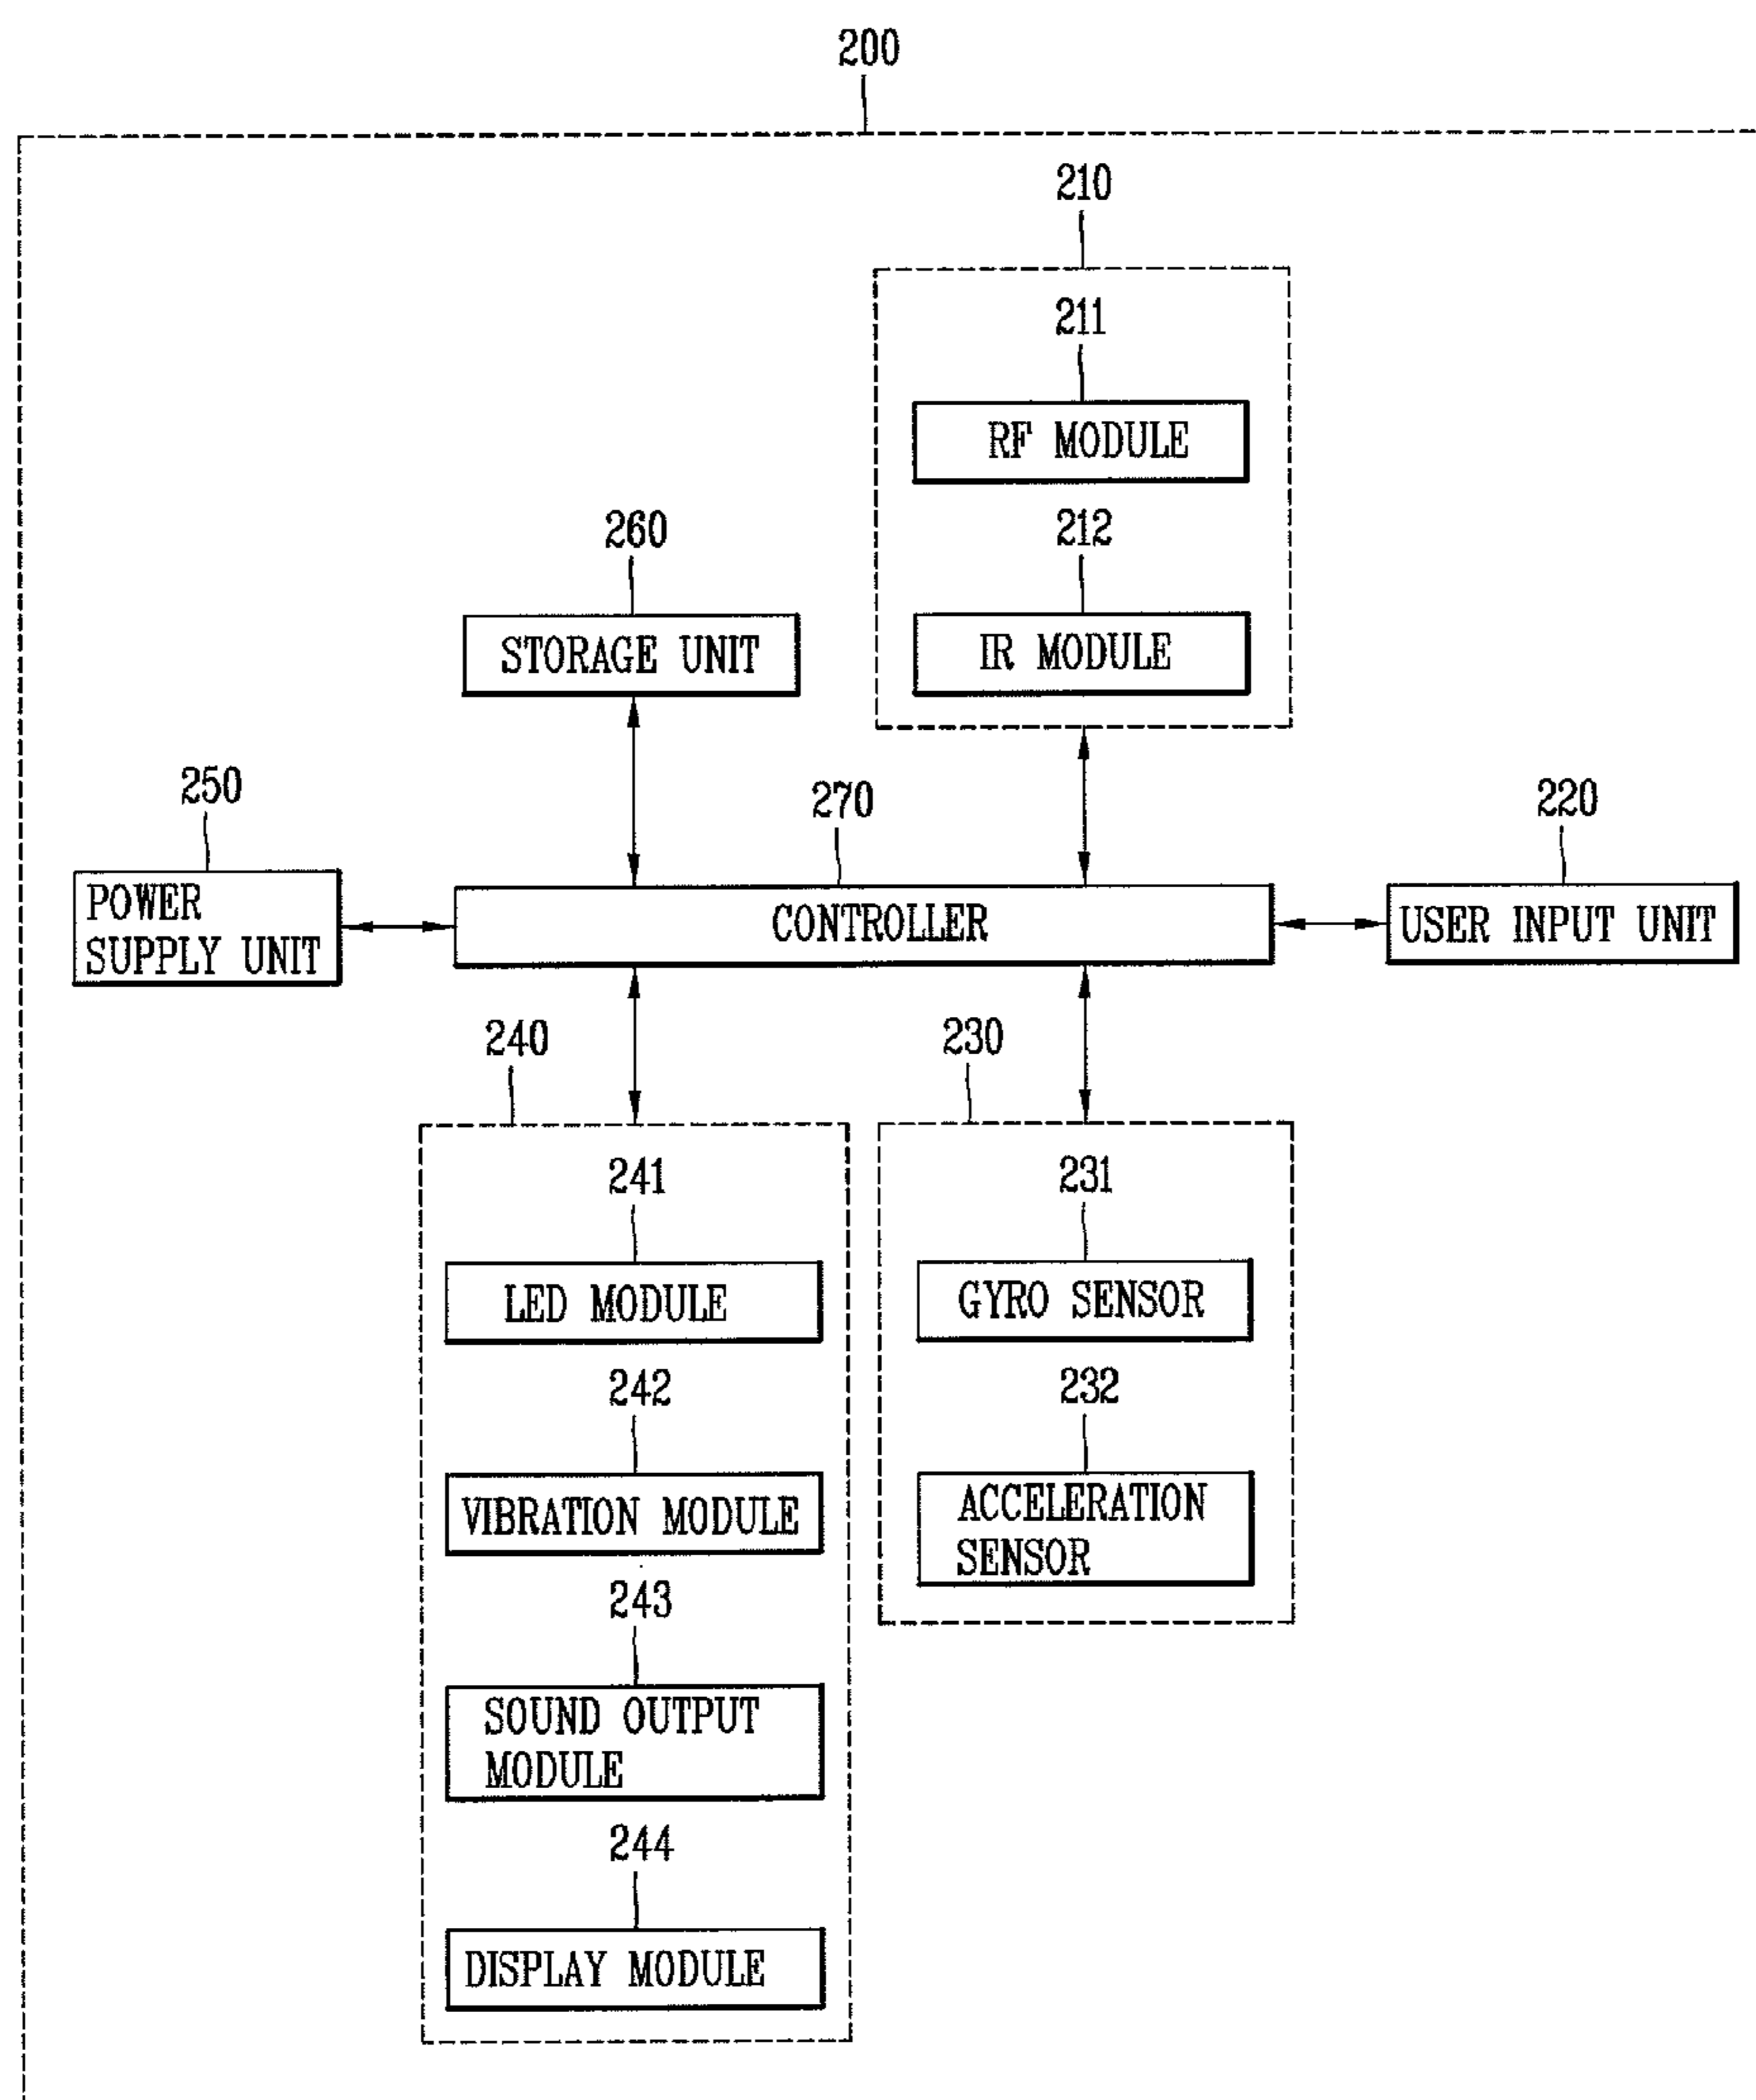 200
210
211
RF MODULE
212
IR MODULE
260
STORAGE UNIT
250
270
220
POWER
SUPPLY UNIT
CONTROLLER
USER INPUT UNIT
240
230
241
LED MODULE
231
GYRO SENSOR
242
VIBRATION MODULE
232
ACCELERATION
SENSOR
243
SOUND OUTPUT
MODULE
244
DISPLAY MODULE